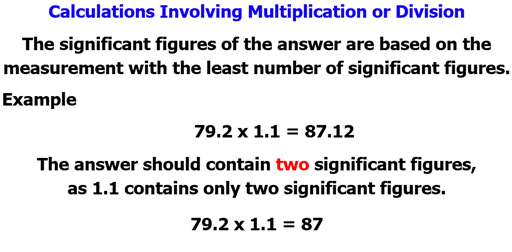 Calculations Involving Multiplication or Division
The significant figures of the answer are based on the
measurement with the least number of significant figures.
Example
79.2 x 1.1 = 87.12
The answer should contain two significant figures,
as 1.1 contains only two significant figures.
79.2 x 1.1 = 87